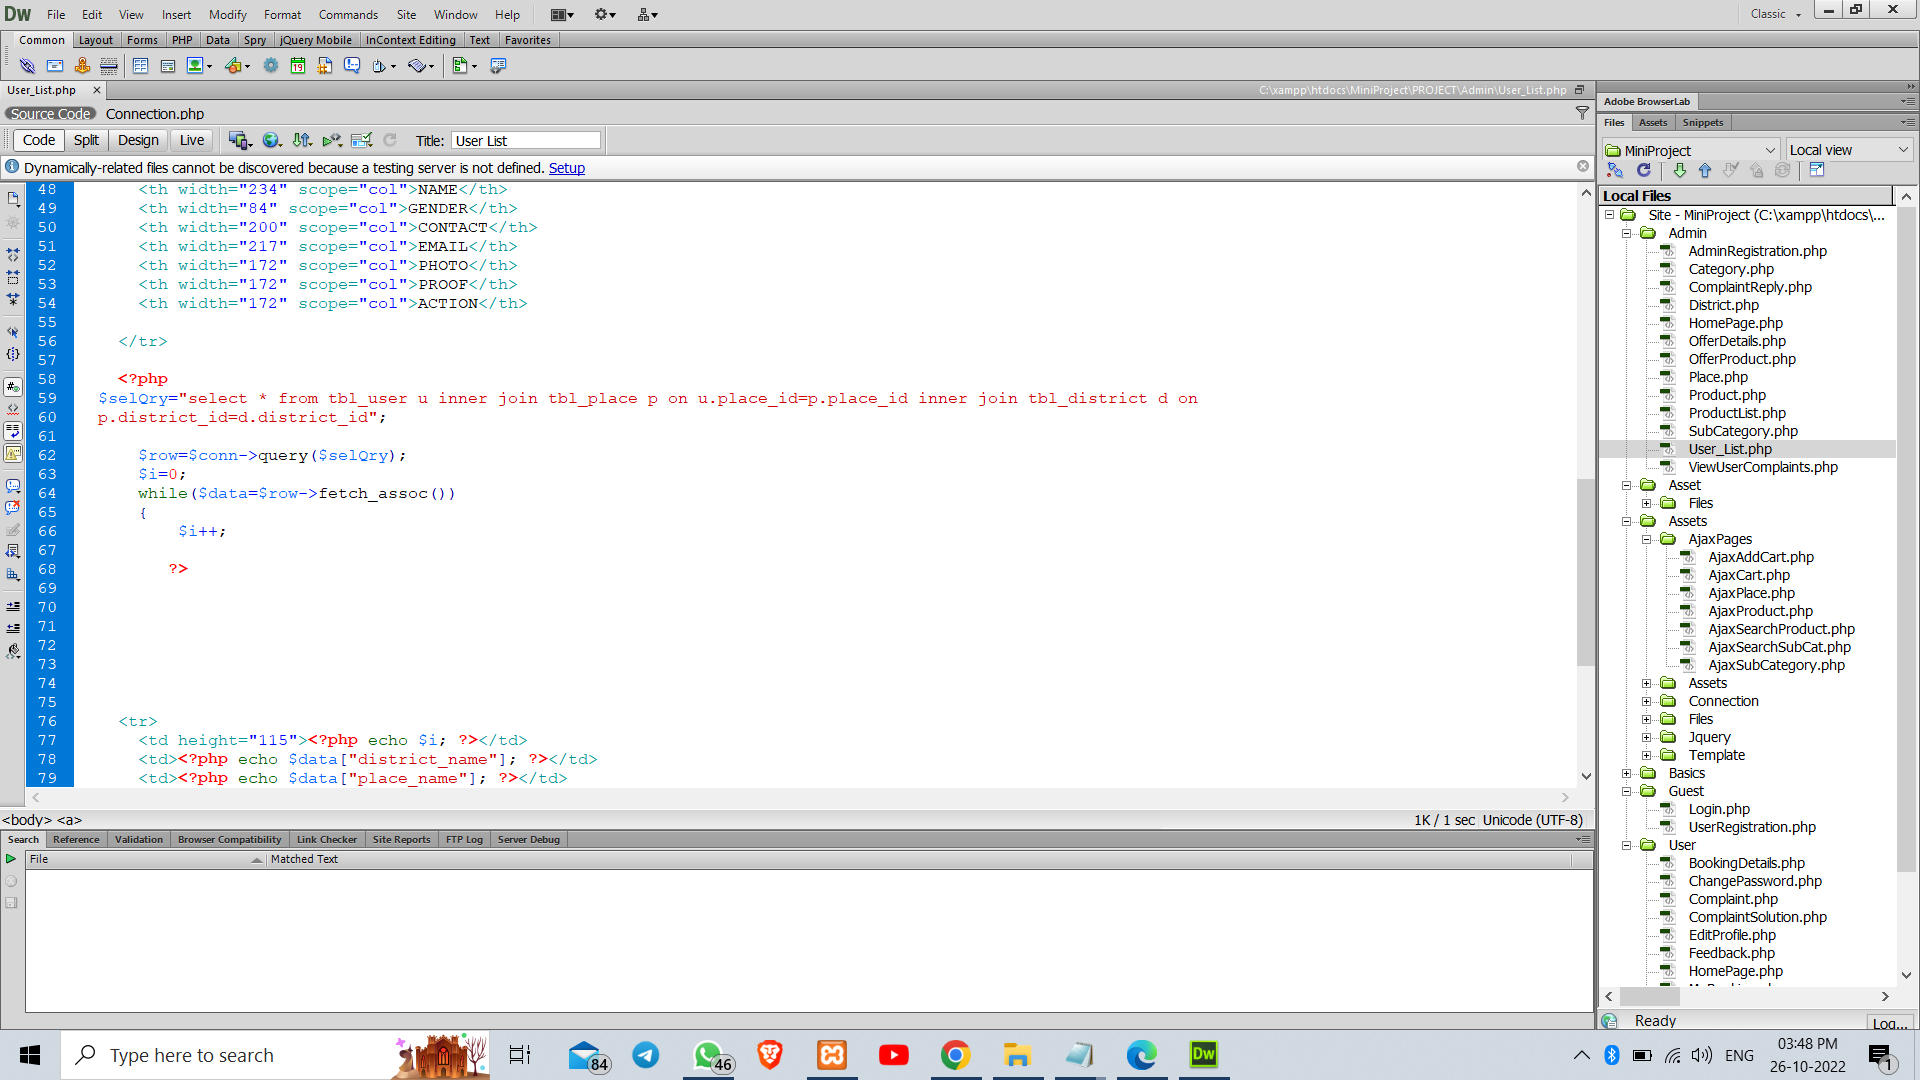 Dw File Edit View Insert Modify Format Commands Site Window Help Classic
Common Layout Forms PHP Data Spry jQuery Mobile InContext Editing Text Favorites
User_List.php C:\xampp\htdocs\MiniProject\PROJECT\Admin\User_List.php
Source Code Connection.php
Code Split Design Live Title: User List
Dynamically-related files cannot be discovered because a testing server is not defined. Setup
48 <th width="234" scope="col">NAME</th>
49 <th width="84" scope="col">GENDER</th>
50 <th width="200" scope="col">CONTACT</th>
51 <th width="217" scope="col">EMAIL</th>
52 <th width="172" scope="col">PHOTO</th>
53 <th width="172" scope="col">PROOF</th>
54 <th width="172" scope="col">ACTION</th>
55
56 </tr>
57
58 <?php
59 $selQry="select * from tbl_user u inner join tbl_place p on u.place_id=p.place_id inner join tbl_district d on
60 p.district_id=d.district_id";
61
62 $row=$conn->query($selQry);
63 $i=0;
64 while($data=$row->fetch_assoc())
65 {
66 $i++;
67
68 ?>
69
70
71
72
73
74
75
76 <tr>
77 <td height="115"><?php echo $i; ?></td>
78 <td><?php echo $data["district_name"]; ?></td>
79 <td><?php echo $data["place_name"]; ?></td>
<body> <a> 1K / 1 sec Unicode (UTF-8)
Search Reference Validation Browser Compatibility Link Checker Site Reports FTP Log Server Debug
File Matched Text
Adobe BrowserLab
Files Assets Snippets
MiniProject Local view
Local Files
Site - MiniProject (C:\xampp\htdocs\...
Admin
AdminRegistration.php
Category.php
ComplaintReply.php
District.php
HomePage.php
OfferDetails.php
OfferProduct.php
Place.php
Product.php
ProductList.php
SubCategory.php
User_List.php
ViewUserComplaints.php
Asset
Files
Assets
AjaxPages
AjaxAddCart.php
AjaxCart.php
AjaxPlace.php
AjaxProduct.php
AjaxSearchProduct.php
AjaxSearchSubCat.php
AjaxSubCategory.php
Assets
Connection
Files
Jquery
Template
Basics
Guest
Login.php
UserRegistration.php
User
BookingDetails.php
ChangePassword.php
Complaint.php
ComplaintSolution.php
EditProfile.php
Feedback.php
HomePage.php
Ready Log...
Type here to search 84 46 Dw ENG 03:48 PM
26-10-2022 1